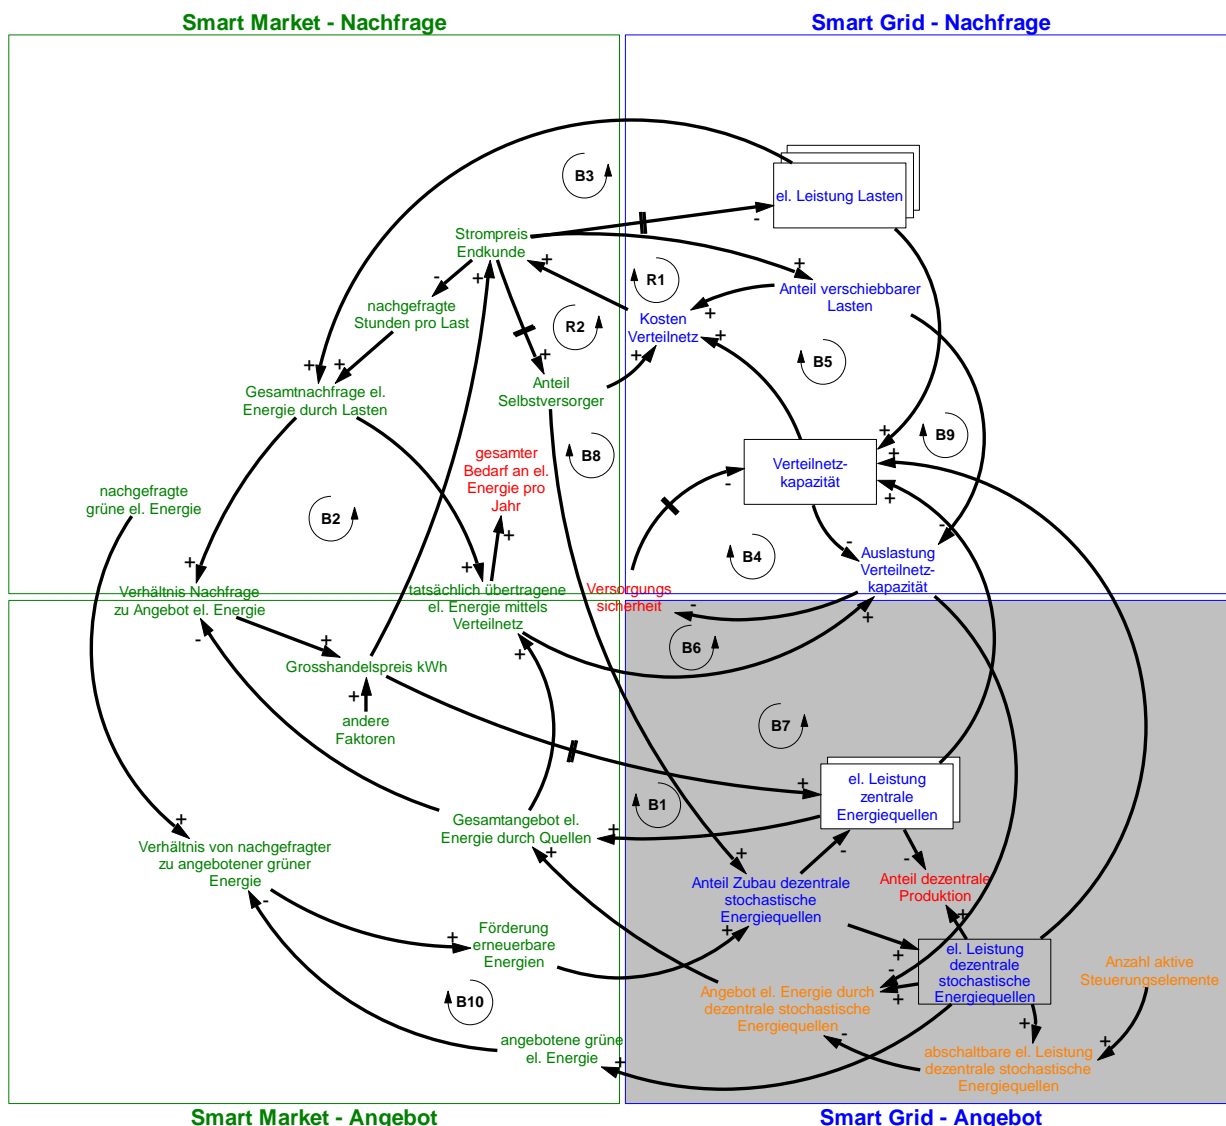 Smart Market - Nachfrage
Smart Grid - Nachfrage
B3
el. Leistung Lasten
-
Strompreis
Endkunde
+
+
-
+
R1
Anteil verschiebbarer
Lasten
nachgefragte
Stunden pro Last
R2
Kosten
Verteilnetz
+
+
B5
+
+
+
+
Gesamtnachfrage el.
Energie durch Lasten
Anteil
Selbstversorger
+
B9
B8
gesamter
Bedarf an el.
Energie pro
Jahr
Verteilnetz-
kapazität
+
-
+
nachgefragte
grüne el. Energie
B2
+
-
-
B4
Auslastung
Verteilnetz-
kapazität
+
+
Verhältnis Nachfrage
zu Angebot el. Energie
tatsächlich übertragene
el. Energie mittels
Verteilnetz
Versorgungs
sicherheit
-
+
-
+
+
B6
Grosshandelspreis kWh
+
andere
Faktoren
B7
el. Leistung
zentrale
Energiequellen
+
B1
+
Gesamtangebot el.
Energie durch Quellen
+
+
Verhältnis von nachgefragter
zu angebotener grüner
Energie
-
+
-
-
Anteil Zubau dezentrale
stochastische
Energiequellen
Anteil dezentrale
Produktion
+
+
Förderung
erneuerbare
Energien
+
+
el. Leistung
dezentrale
stochastische
Energiequellen
-
+
Anzahl aktive
Steuerungselemente
B10
Angebot el. Energie durch
dezentrale stochastische
Energiequellen
+
-
+
angebotene grüne
el. Energie
+
abschaltbare el. Leistung
dezentrale stochastische
Energiequellen
Smart Market - Angebot
Smart Grid - Angebot